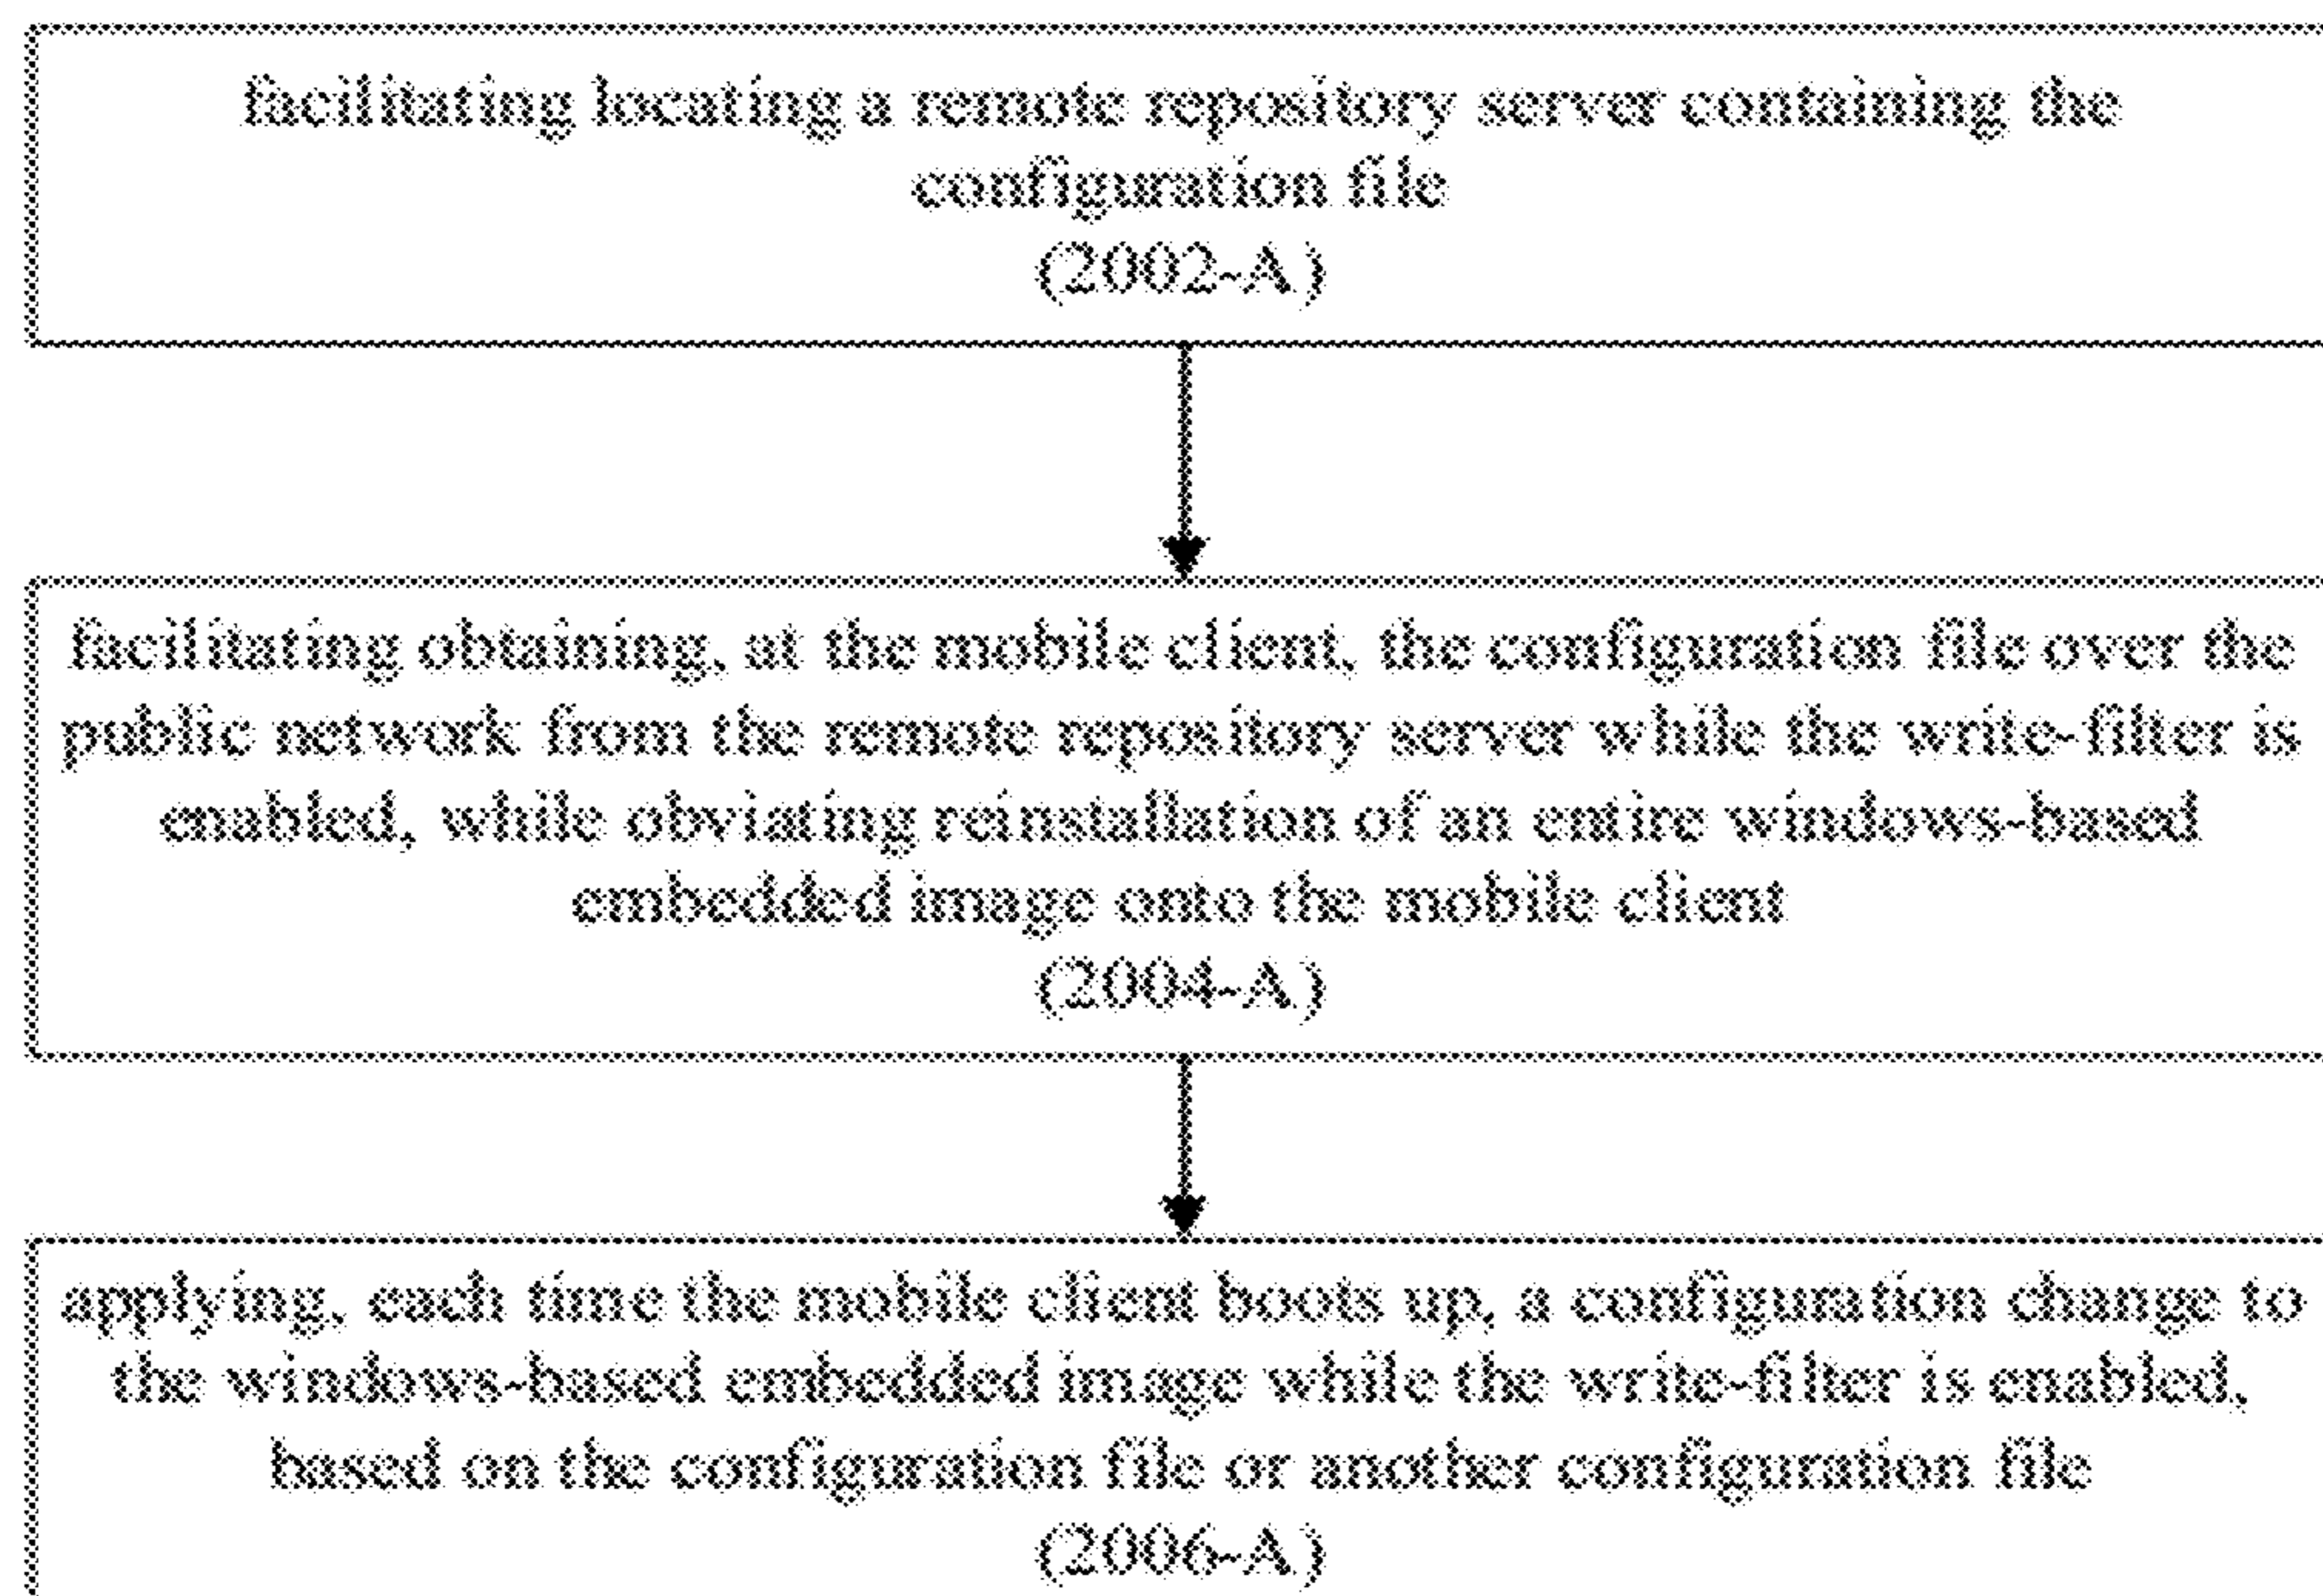 facilitating locating a remote repository server containing the
configuration file
(2002-A)
facilitating obtaining, at the mobile client, the configuration file over the
public network from the remote repository server while the write-filter is
enabled, while obviating reinstallation of an entire windows-based
embedded image onto the mobile client
(2004-A)
applying, each time the mobile client boots up, a configuration change to
the windows-based embedded image while the write-filter is enabled,
based on the configuration file or another configuration file
(2006-A)